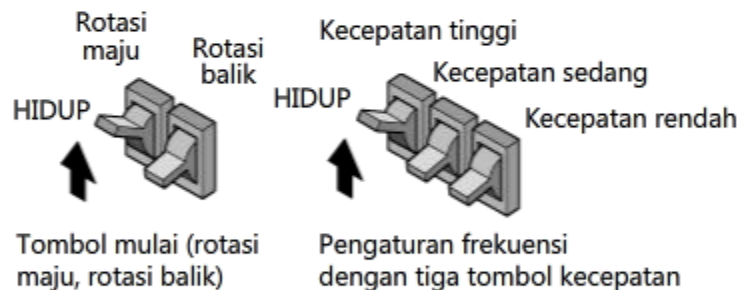 Rotasi
maju
Rotasi
balik
HIDUP
Tombol mulai (rotasi
maju, rotasi balik)
Kecepatan tinggi
Kecepatan sedang
HIDUP
Kecepatan rendah
Pengaturan frekuensi
dengan tiga tombol kecepatan